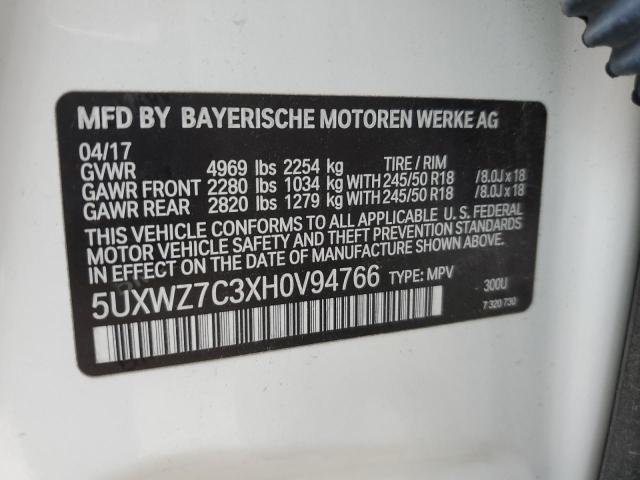 MFD BY BAYERISCHE MOTOREN WERKE AG
04/17 TIRE / RIM
GVWR 4969 lbs 2254 kg
GAWR FRONT 2280 lbs 1034 kg WITH 245/50 R18 /8.0J x 18
GAWR REAR 2820 lbs 1279 kg WITH 245/50 R18 /8.0J x 18
THIS VEHICLE CONFORMS TO ALL APPLICABLE U. S. FEDERAL
MOTOR VEHICLE SAFETY AND THEFT PREVENTION STANDARDS
IN EFFECT ON THE DATE OF MANUFACTURE SHOWN ABOVE.
5UXWZ7C3XH0V94766 TYPE: MPV 300U
7 320 730